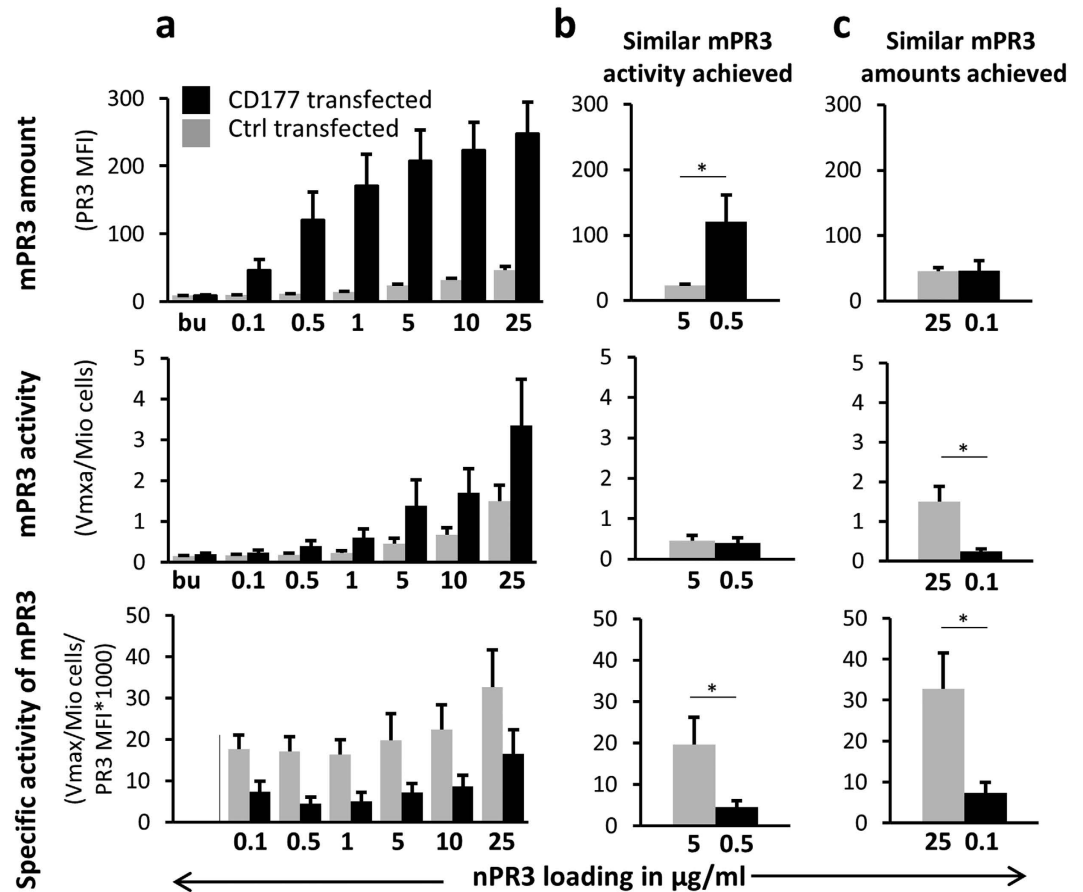 a
b
c
Similar mPR3
activity achieved
Similar mPR3
amounts achieved
mPR3 amount
(PR3 MFI)
CD177 transfected
Ctrl transfected
300
200
100
0
bu 0.1 0.5 1 5 10 25
300
200
100
0
*
5 0.5
300
200
100
0
25 0.1
mPR3 activity
(Vmxa/Mio cells)
5
4
3
2
1
0
bu 0.1 0.5 1 5 10 25
5
4
3
2
1
0
5 0.5
5
4
3
2
1
0
*
25 0.1
Specific activity of mPR3
(Vmax/Mio cells/
PR3 MFI*1000)
50
40
30
20
10
0
0.1 0.5 1 5 10 25
50
40
30
20
10
0
*
5 0.5
50
40
30
20
10
0
*
25 0.1
nPR3 loading in µg/ml